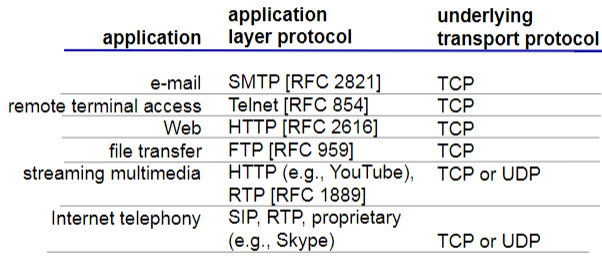 application application layer protocol underlying transport protocol
e-mail SMTP [RFC 2821] TCP
remote terminal access Telnet [RFC 854] TCP
Web HTTP [RFC 2616] TCP
file transfer FTP [RFC 959] TCP
streaming multimedia HTTP (e.g., YouTube), TCP or UDP
RTP [RFC 1889]
Internet telephony SIP, RTP, proprietary
(e.g., Skype) TCP or UDP